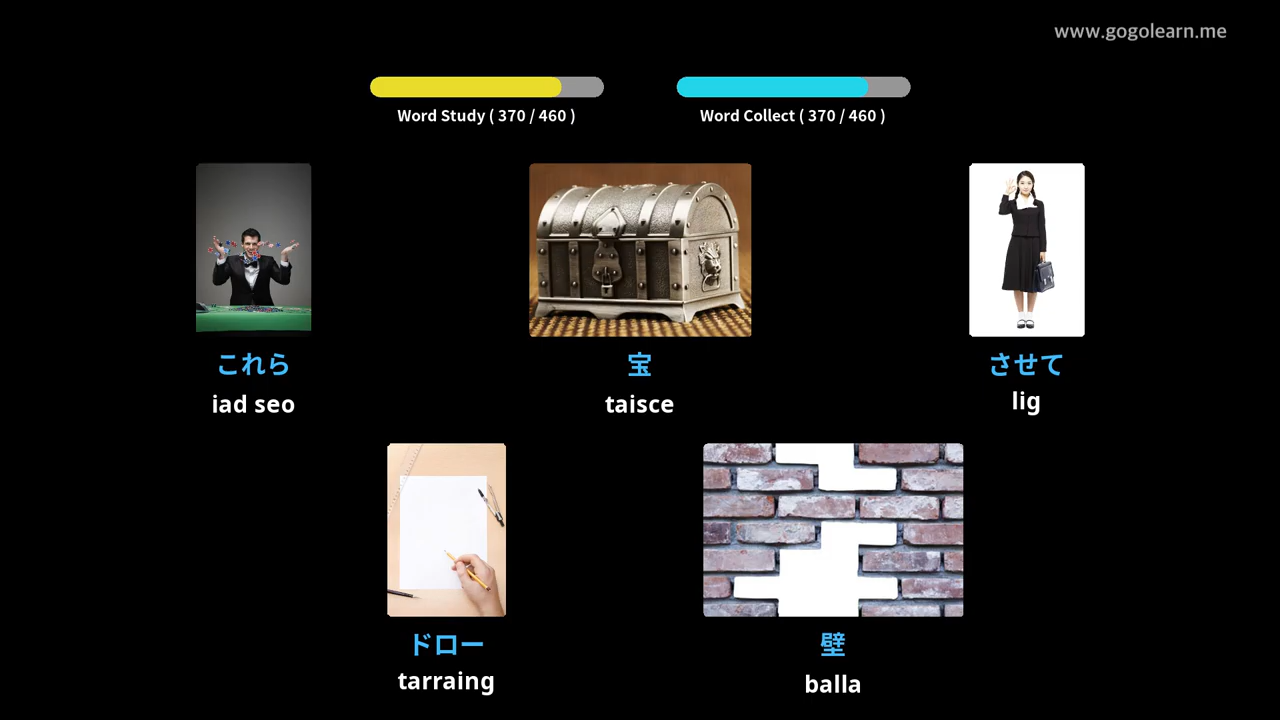 www.gogolearn.me
Word Study ( 370 / 460 )
Word Collect ( 370 / 460 )
これら
iad seo
宝
taisce
させて
lig
ドロー
tarraing
壁
balla